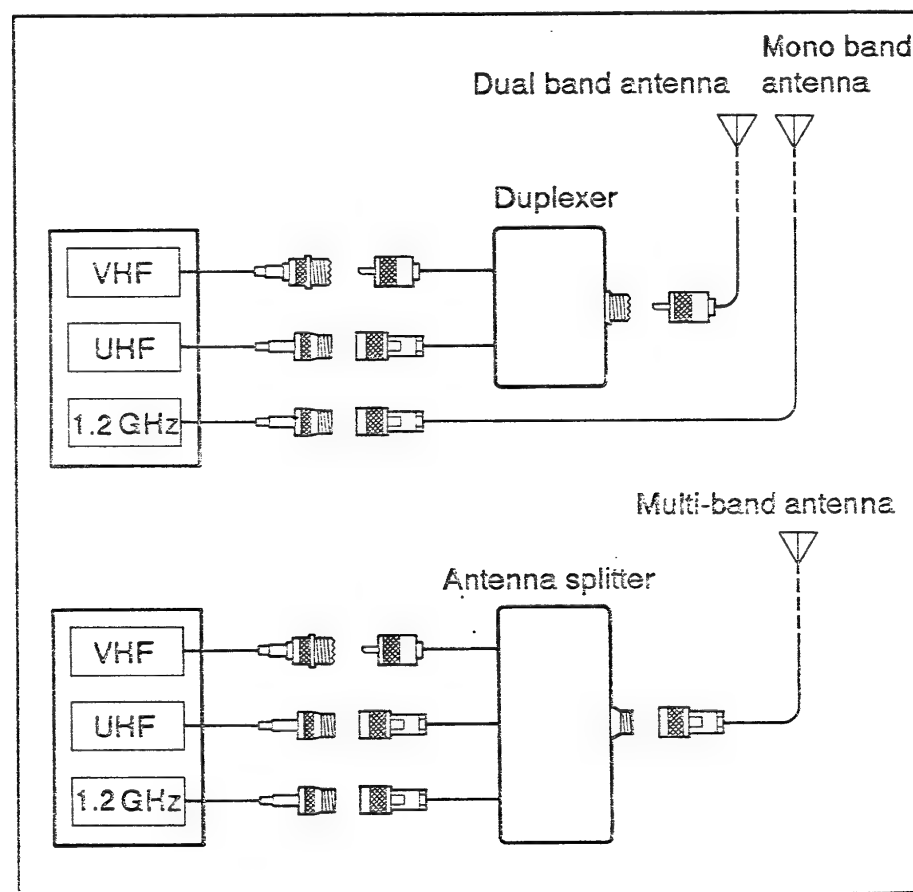 Mono band
antenna
Dual band antenna
Duplexer
VHF
UHF
1.2 GHz
Multi-band antenna
Antenna splitter
VHF
UHF
1.2 GHz